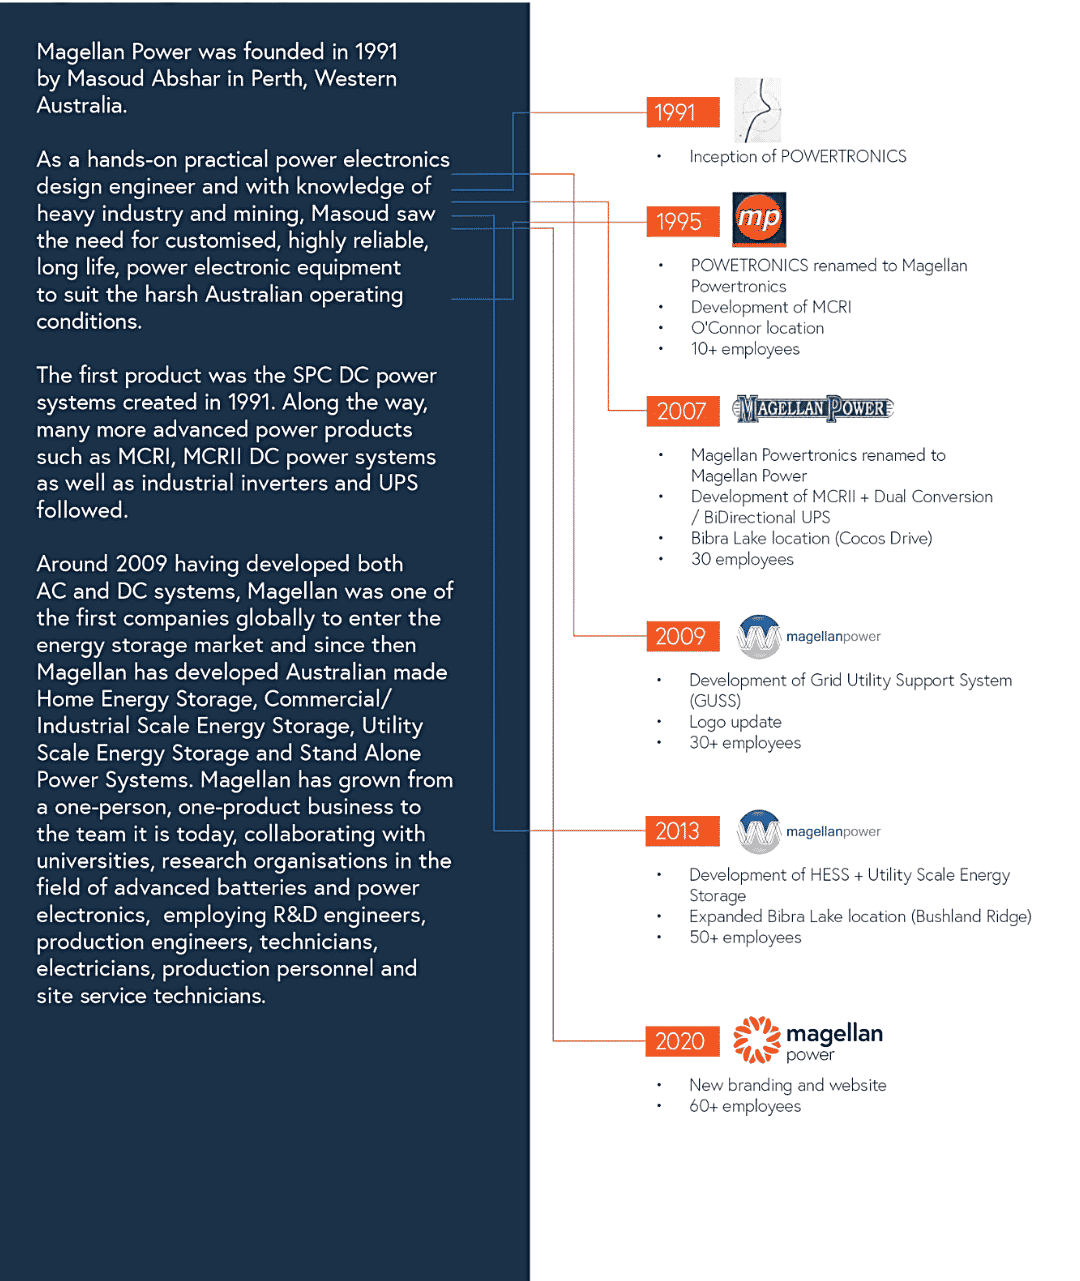 Magellan Power was founded in 1991
by Masoud Abshar in Perth, Western
Australia.
As a hands-on practical power electronics
design engineer and with knowledge of
heavy industry and mining, Masoud saw
the need for customised, highly reliable,
long life, power electronic equipment
to suit the harsh Australian operating
conditions.
The first product was the SPC DC power
systems created in 1991. Along the way,
many more advanced power products
such as MCRI, MCRII DC power systems
as well as industrial inverters and UPS
followed.
Around 2009 having developed both
AC and DC systems, Magellan was one of
the first companies globally to enter the
energy storage market and since then
Magellan has developed Australian made
Home Energy Storage, Commercial/
Industrial Scale Energy Storage, Utility
Scale Energy Storage and Stand Alone
Power Systems. Magellan has grown from
a one-person, one-product business to
the team it is today, collaborating with
universities, research organisations in the
field of advanced batteries and power
electronics, employing R&D engineers,
production engineers, technicians,
electricians, production personnel and
site service technicians.
1991
• Inception of POWERTRONICS
1995
mp
• POWETRONICS renamed to Magellan
Powertronics
• Development of MCRI
• O'Connor location
• 10+ employees
2007
MAGELLAN POWER
• Magellan Powertronics renamed to
Magellan Power
• Development of MCRII + Dual Conversion
/ BiDirectional UPS
• Bibra Lake location (Cocos Drive)
• 30 employees
2009
magellanpower
• Development of Grid Utility Support System
(GUSS)
• Logo update
• 30+ employees
2013
magellanpower
• Development of HESS + Utility Scale Energy
Storage
• Expanded Bibra Lake location (Bushland Ridge)
• 50+ employees
2020
magellan
power
• New branding and website
• 60+ employees